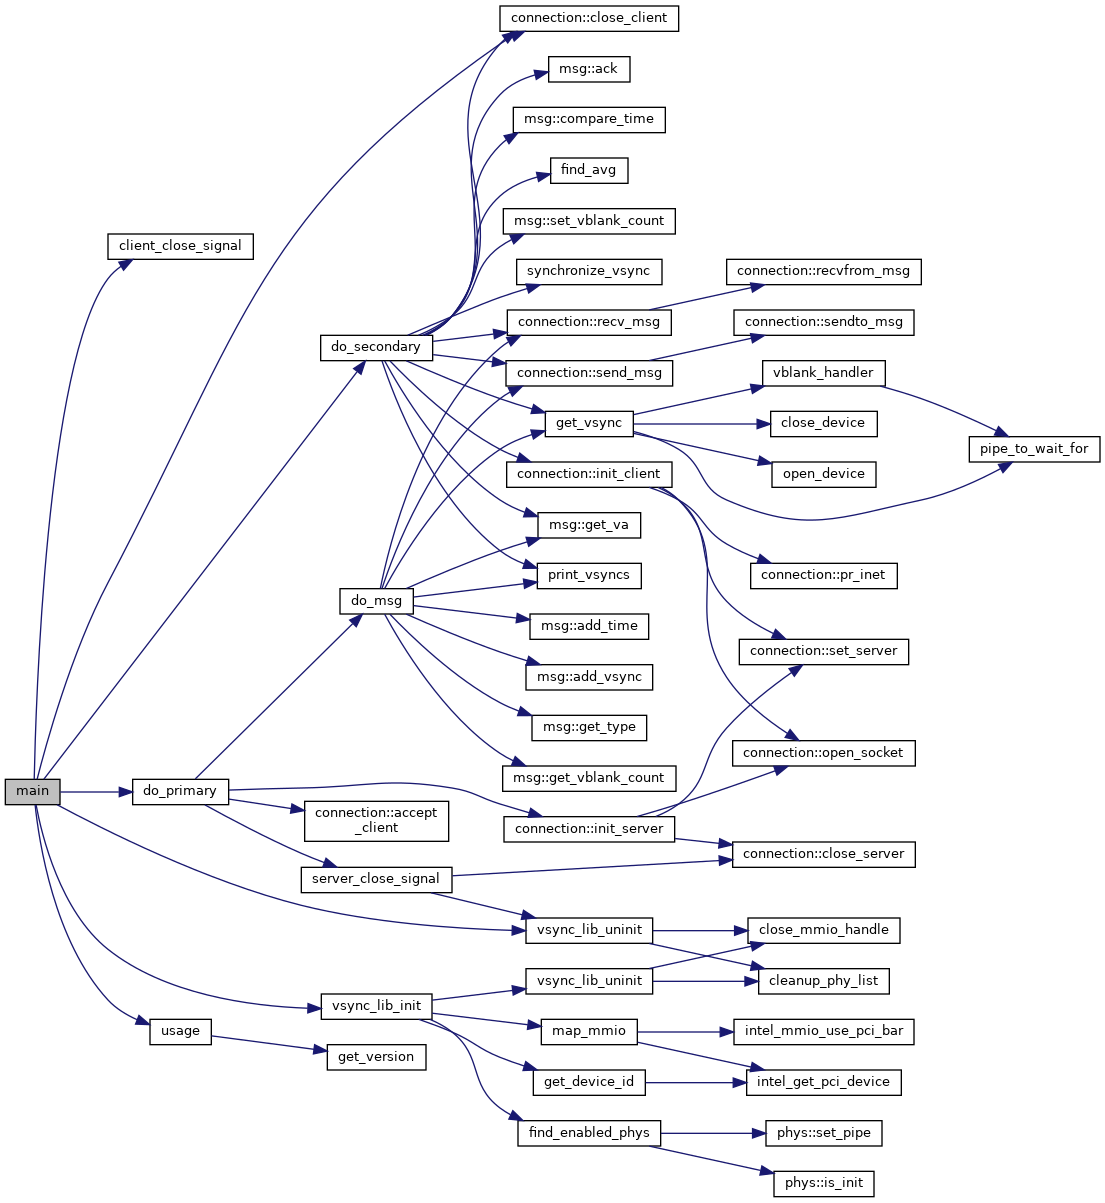 connection::close_client
msg::ack
msg::compare_time
find_avg
msg::set_vblank_count
client_close_signal
synchronize_vsync
connection::recvfrom_msg
connection::recv_msg
connection::sendto_msg
do_secondary
connection::send_msg
vblank_handler
get_vsync
close_device
pipe_to_wait_for
connection::init_client
open_device
msg::get_va
print_vsyncs
connection::pr_inet
do_msg
msg::add_time
connection::set_server
msg::add_vsync
msg::get_type
connection::open_socket
msg::get_vblank_count
main
do_primary
connection::accept
_client
connection::init_server
connection::close_server
server_close_signal
vsync_lib_uninit
close_mmio_handle
vsync_lib_uninit
cleanup_phy_list
vsync_lib_init
usage
map_mmio
intel_mmio_use_pci_bar
get_version
get_device_id
intel_get_pci_device
find_enabled_phys
phys::set_pipe
phys::is_init